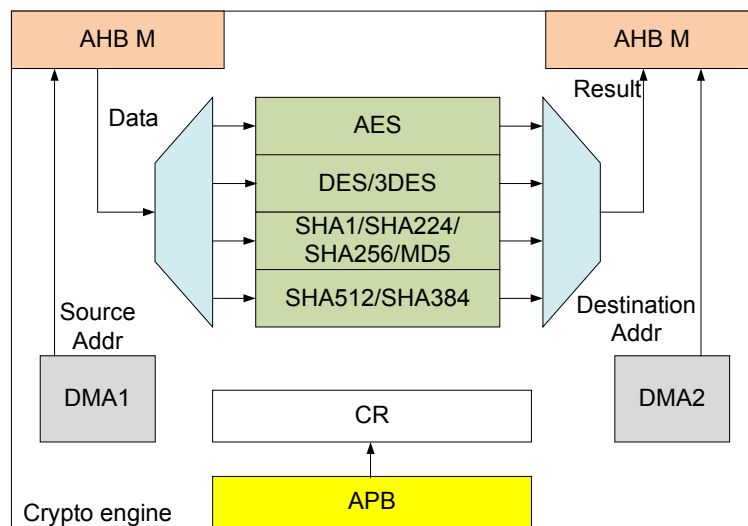 AHB M
AHB M
Data
Result
AES
DES/3DES
SHA1/SHA224/
SHA256/MD5
SHA512/SHA384
Source
Addr
Destination
Addr
DMA1
DMA2
CR
APB
Crypto engine